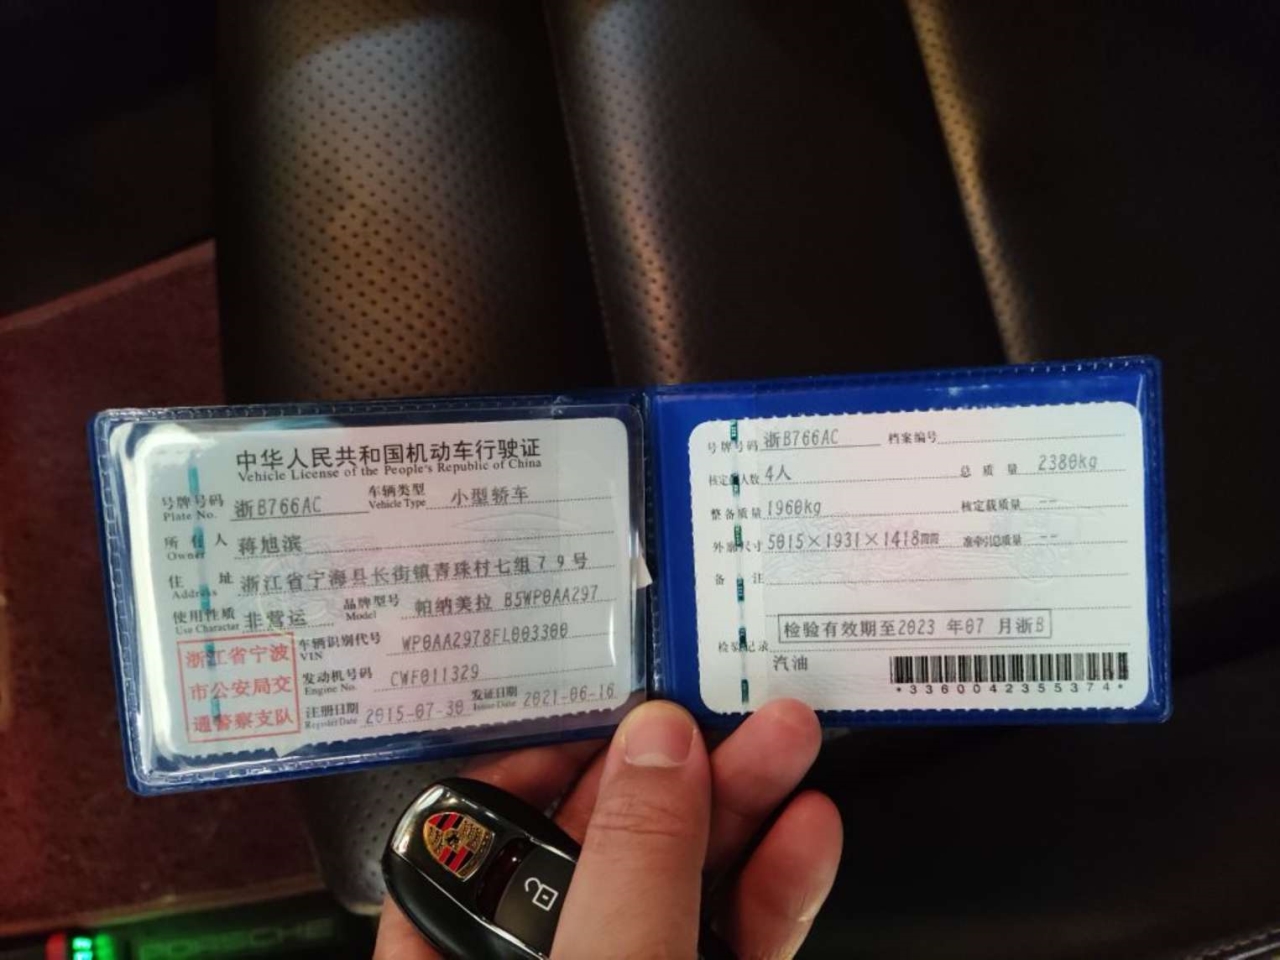 中华人民共和国机动车行驶证
Vehicle License of the People's Republic of China
号牌号码 浙B766AC 车辆类型 小型轿车
Plate No. Vehicle Type
所有人 蒋旭滨
Owner
住址 浙江省宁海县长街镇青珠村七组79号
Address
使用性质 非营运 品牌型号 帕纳美拉 B5WP0AA297
Use Character Model
车辆识别代号 WP0AA2978FL003300
VIN
发动机号码 CWF011329
Engine No.
注册日期 2015-07-30 发证日期 2021-06-16
Register Date Issue Date
浙江省宁波
市公安局交
通警察支队
号牌号码 浙B766AC 档案编号
核定人数 4人 总质量 2380kg
整备质量 1960kg 核定载质量 --
外廓尺寸 5015×1931×1418 准牵引总质量 --
备注
检验有效期至2023年07月浙B
检验记录
汽油
*3360042355374*
PORSCHE